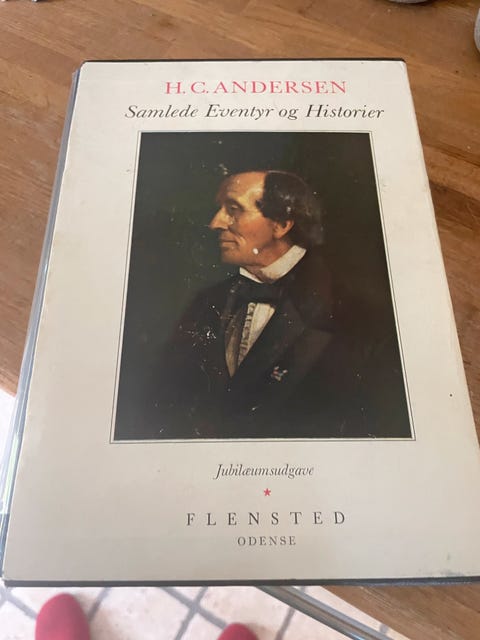 H. C. ANDERSEN
Samlede Eventyr og Historier
Jubilæumsudgave
FLENSTED
ODENSE